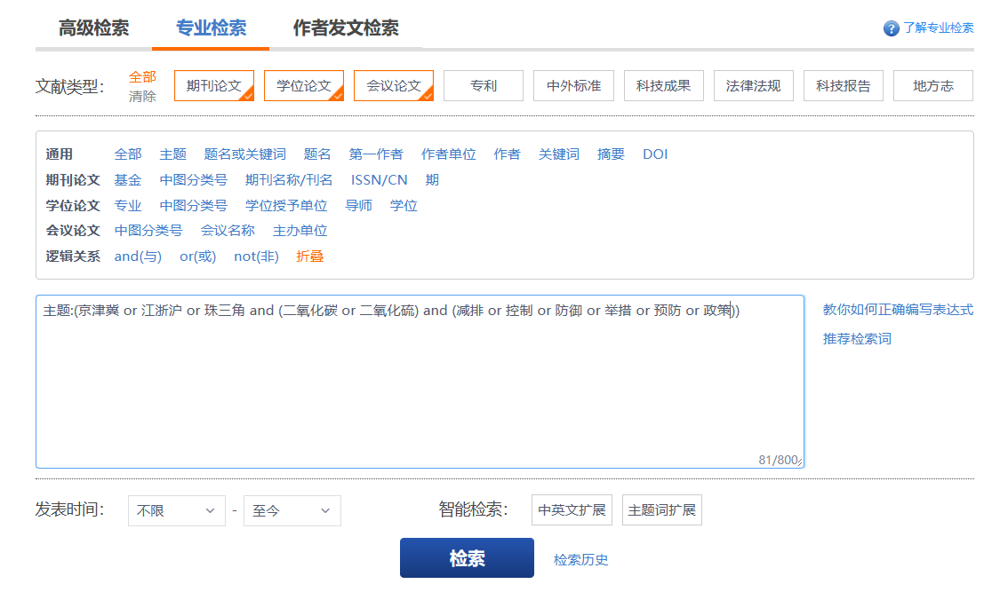 高级检索 专业检索 作者发文检索 ? 了解专业检索
文献类型： 全部 清除 期刊论文 学位论文 会议论文 专利 中外标准 科技成果 法律法规 科技报告 地方志
通用 全部 主题 题名或关键词 题名 第一作者 作者单位 作者 关键词 摘要 DOI
期刊论文 基金 中图分类号 期刊名称/刊名 ISSN/CN 期
学位论文 专业 中图分类号 学位授予单位 导师 学位
会议论文 中图分类号 会议名称 主办单位
逻辑关系 and(与) or(或) not(非) 折叠
主题:(京津冀 or 江浙沪 or 珠三角 and (二氧化碳 or 二氧化硫) and (减排 or 控制 or 防御 or 举措 or 预防 or 政策)) 教你如何正确编写表达式
推荐检索词
81/800
发表时间： 不限 - 至今 智能检索： 中英文扩展 主题词扩展
检索 检索历史